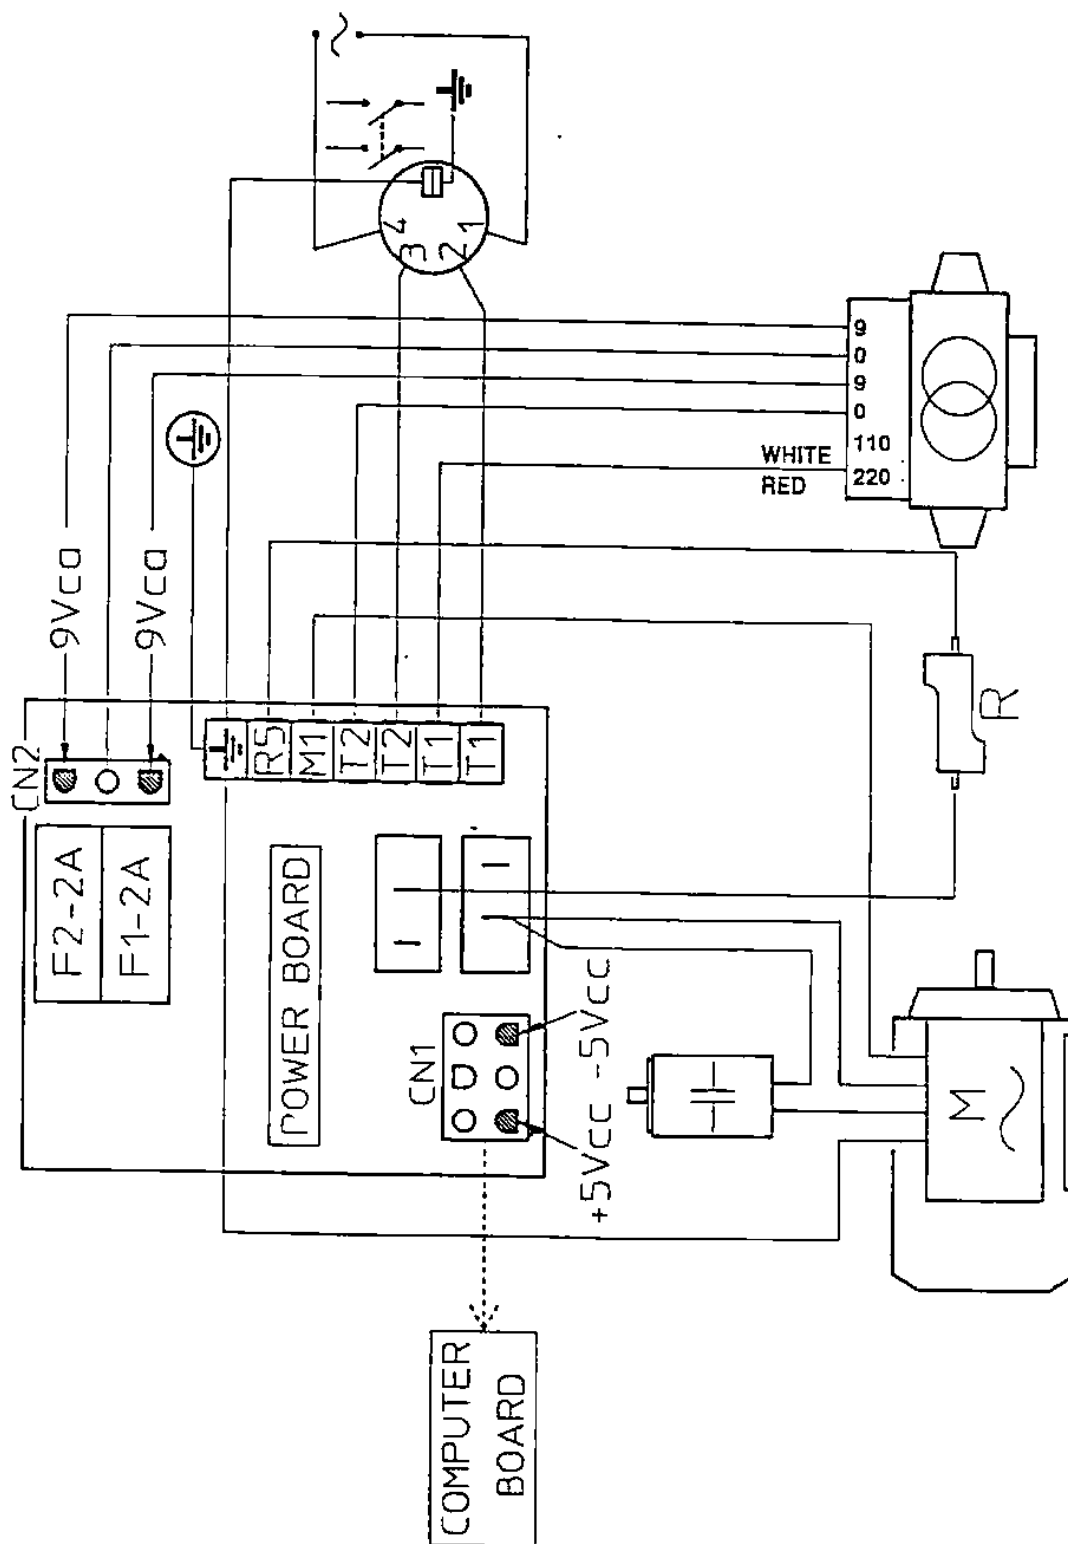 4
3
2
1
9
0
9
0
110
220
WHITE
RED
9Vca
9Vca
CN2
F2-2A
F1-2A
R5
M1
T2
T2
T1
T1
POWER BOARD
CN1
+5Vcc
-5Vcc
R
M
COMPUTER
BOARD